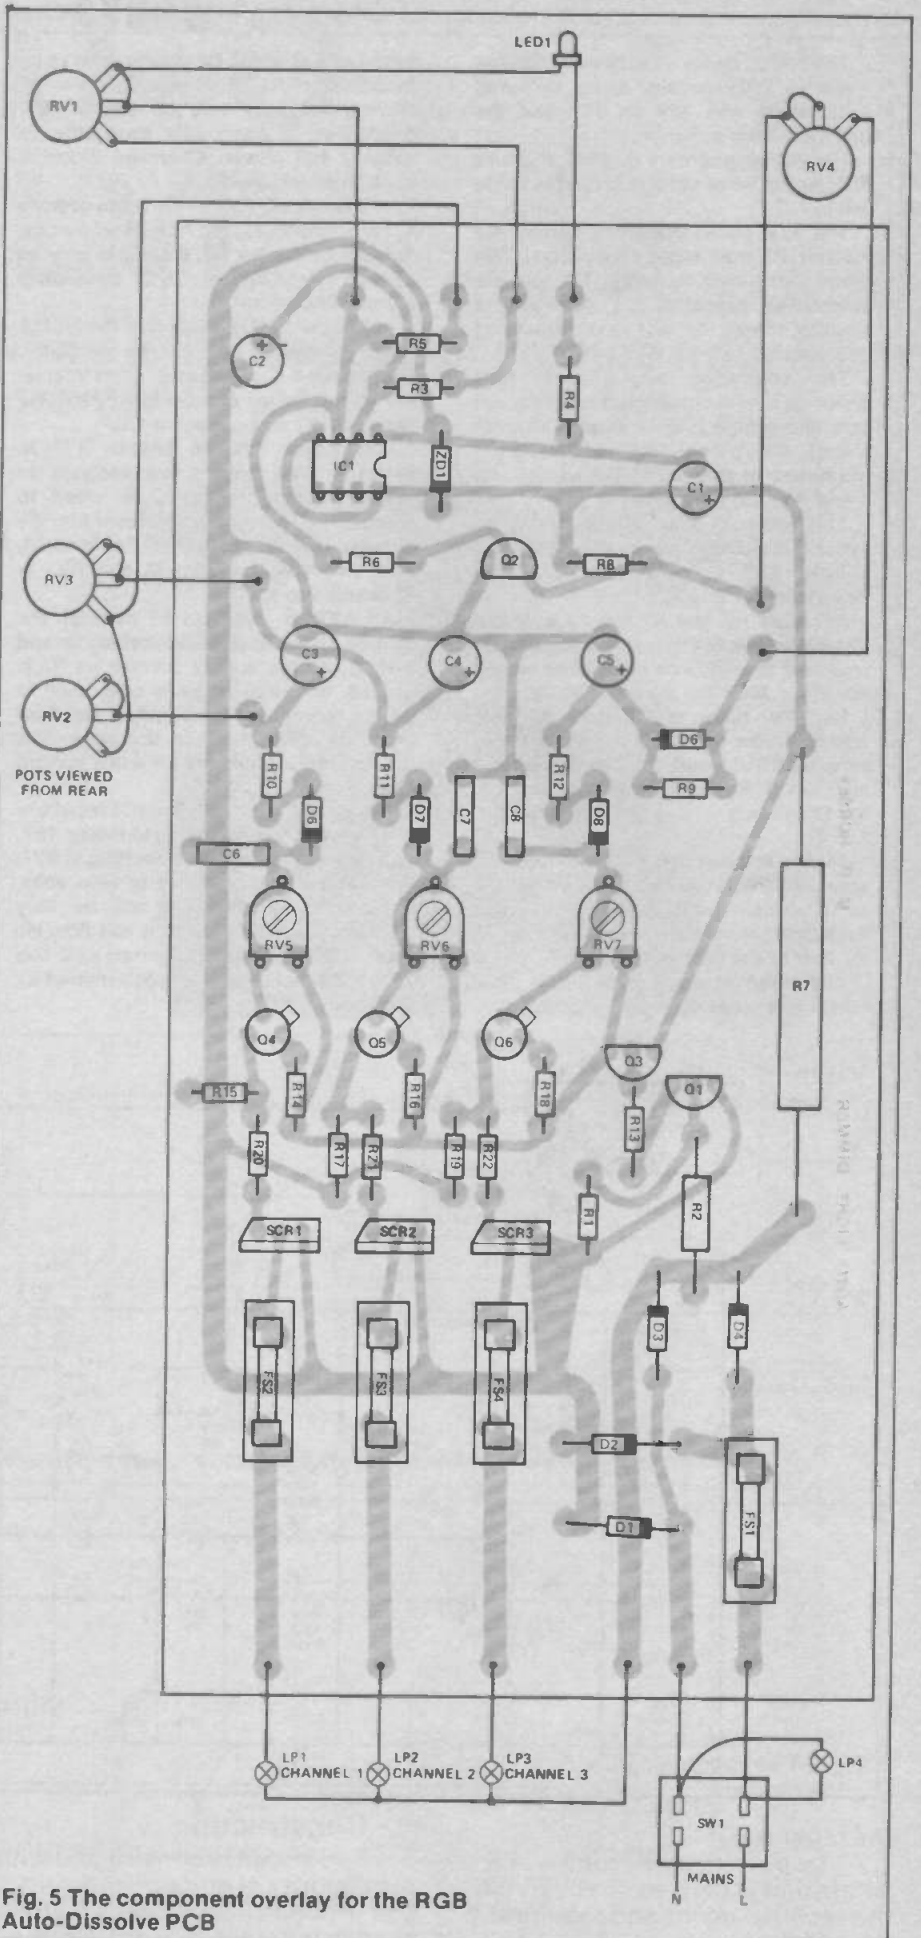 LED1
RV1
RV4
C2
R5
R3
R4
IC1
ZD1
C1
R6
Q2
R8
RV3
C3
C4
C5
RV2
D6
POTS VIEWED
FROM REAR
R10
R11
R12
R9
D6
D7
C7
C8
D8
C6
RV5
RV6
RV7
R7
Q4
Q5
Q6
Q3
Q1
R15
R14
R16
R18
R13
R20
R17
R21
R19
R22
R1
R2
SCR1
SCR2
SCR3
D3
D4
FS2
FS3
FS4
D2
D1
FS1
LP1
CHANNEL 1
LP2
CHANNEL 2
LP3
CHANNEL 3
LP4
SW1
MAINS
N
L
Fig. 5 The component overlay for the RGB
Auto-Dissolve PCB